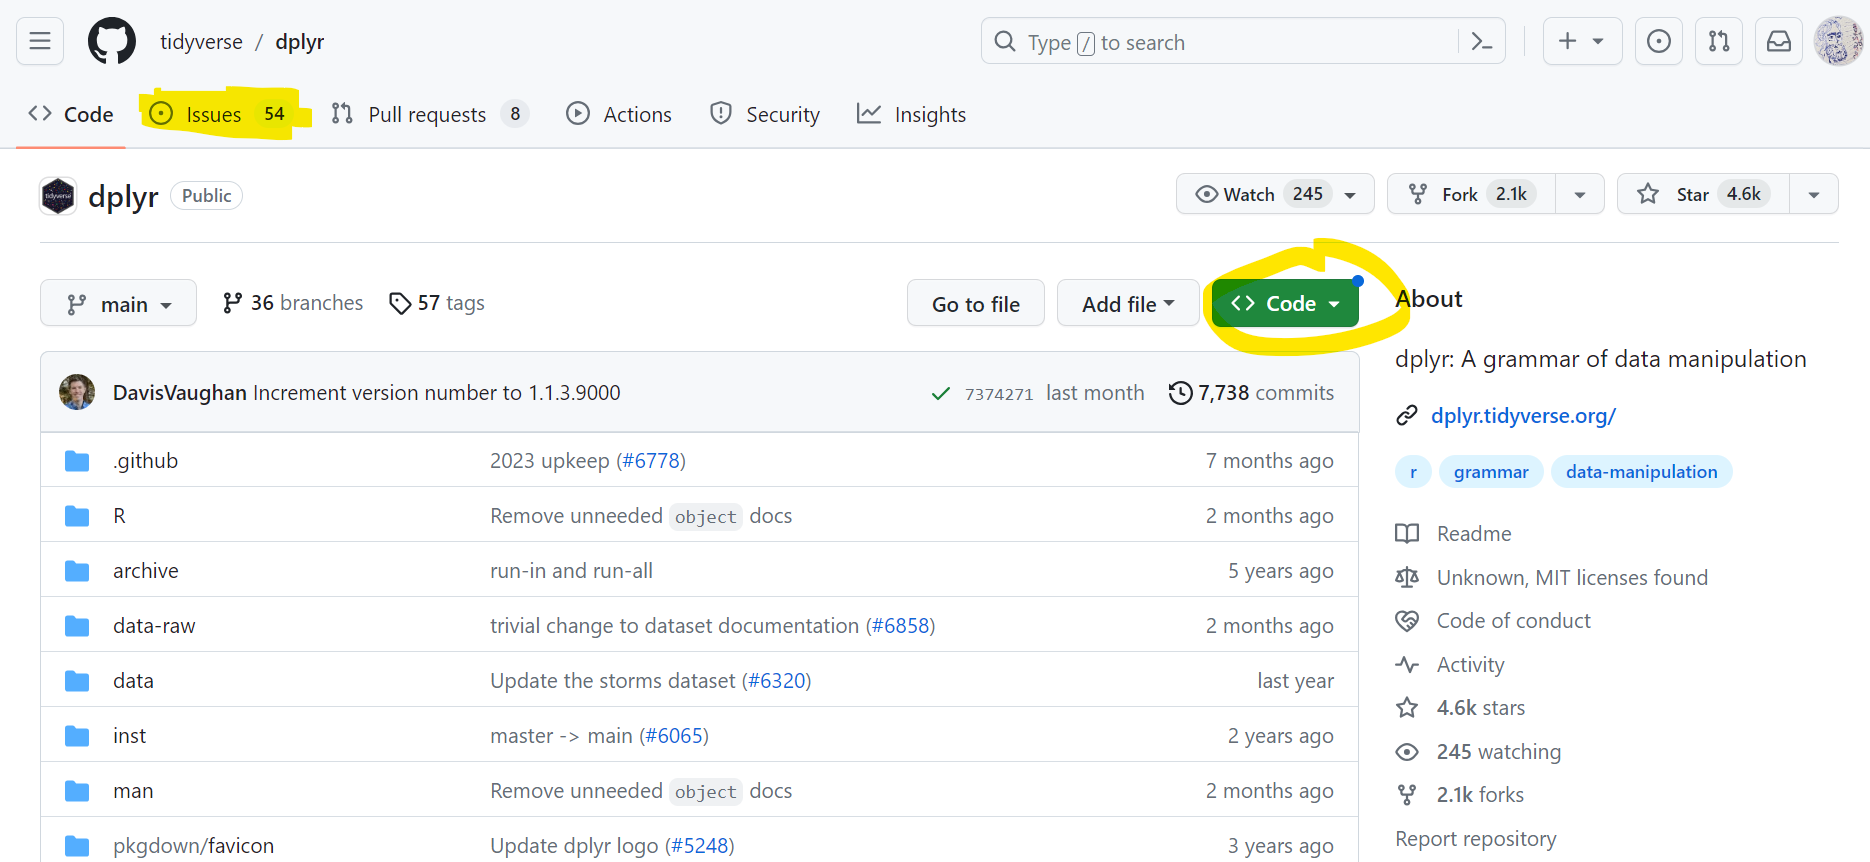 tidyverse / dplyr
Type / to search
Code Issues 54 Pull requests 8 Actions Security Insights
tidyverse dplyr Public Watch 245 Fork 2.1k Star 4.6k
main 36 branches 57 tags Go to file Add file Code
About
dplyr: A grammar of data manipulation
dplyr.tidyverse.org/
r grammar data-manipulation
Readme
Unknown, MIT licenses found
Code of conduct
Activity
4.6k stars
245 watching
2.1k forks
Report repository
DavisVaughan Increment version number to 1.1.3.9000 7374271 last month 7,738 commits
.github 2023 upkeep (#6778) 7 months ago
R Remove unneeded object docs 2 months ago
archive run-in and run-all 5 years ago
data-raw trivial change to dataset documentation (#6858) 2 months ago
data Update the storms dataset (#6320) last year
inst master -> main (#6065) 2 years ago
man Remove unneeded object docs 2 months ago
pkgdown/favicon Update dplyr logo (#5248) 3 years ago